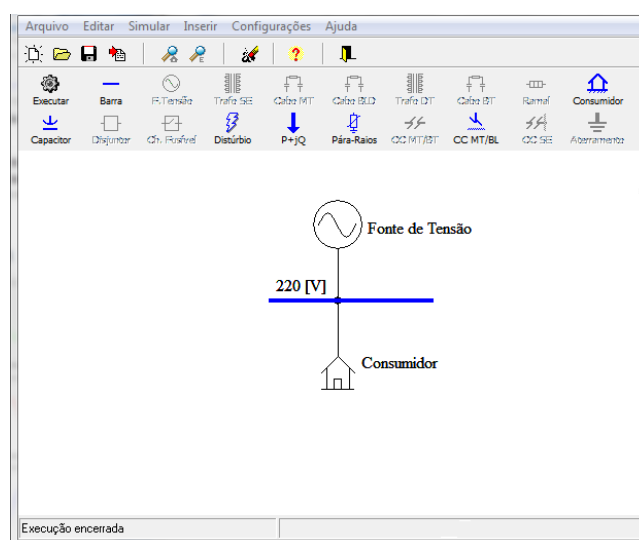 Arquivo Editar Simular Inserir Configurações Ajuda
Executar Barra F.Tensão Trafo SE Cabo MT Cabo BLD Trafo DT Cabo BT Ramal Consumidor
Capacitor Disjuntor Ch. Fusível Distúrbio P+jQ Pára-Raios CC MT/BT CC MT/BL CC SE Aterramento
Fonte de Tensão
220 [V]
Consumidor
Execução encerrada